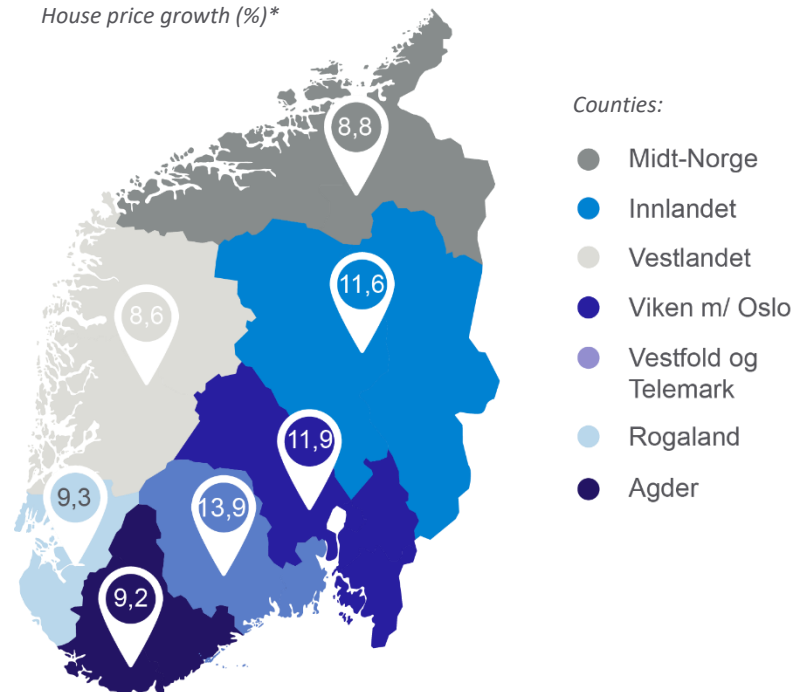 House price growth (%)*
8,8
11,6
8,6
11,9
9,3
13,9
9,2
Counties:
Midt-Norge
Innlandet
Vestlandet
Viken m/ Oslo
Vestfold og
Telemark
Rogaland
Agder